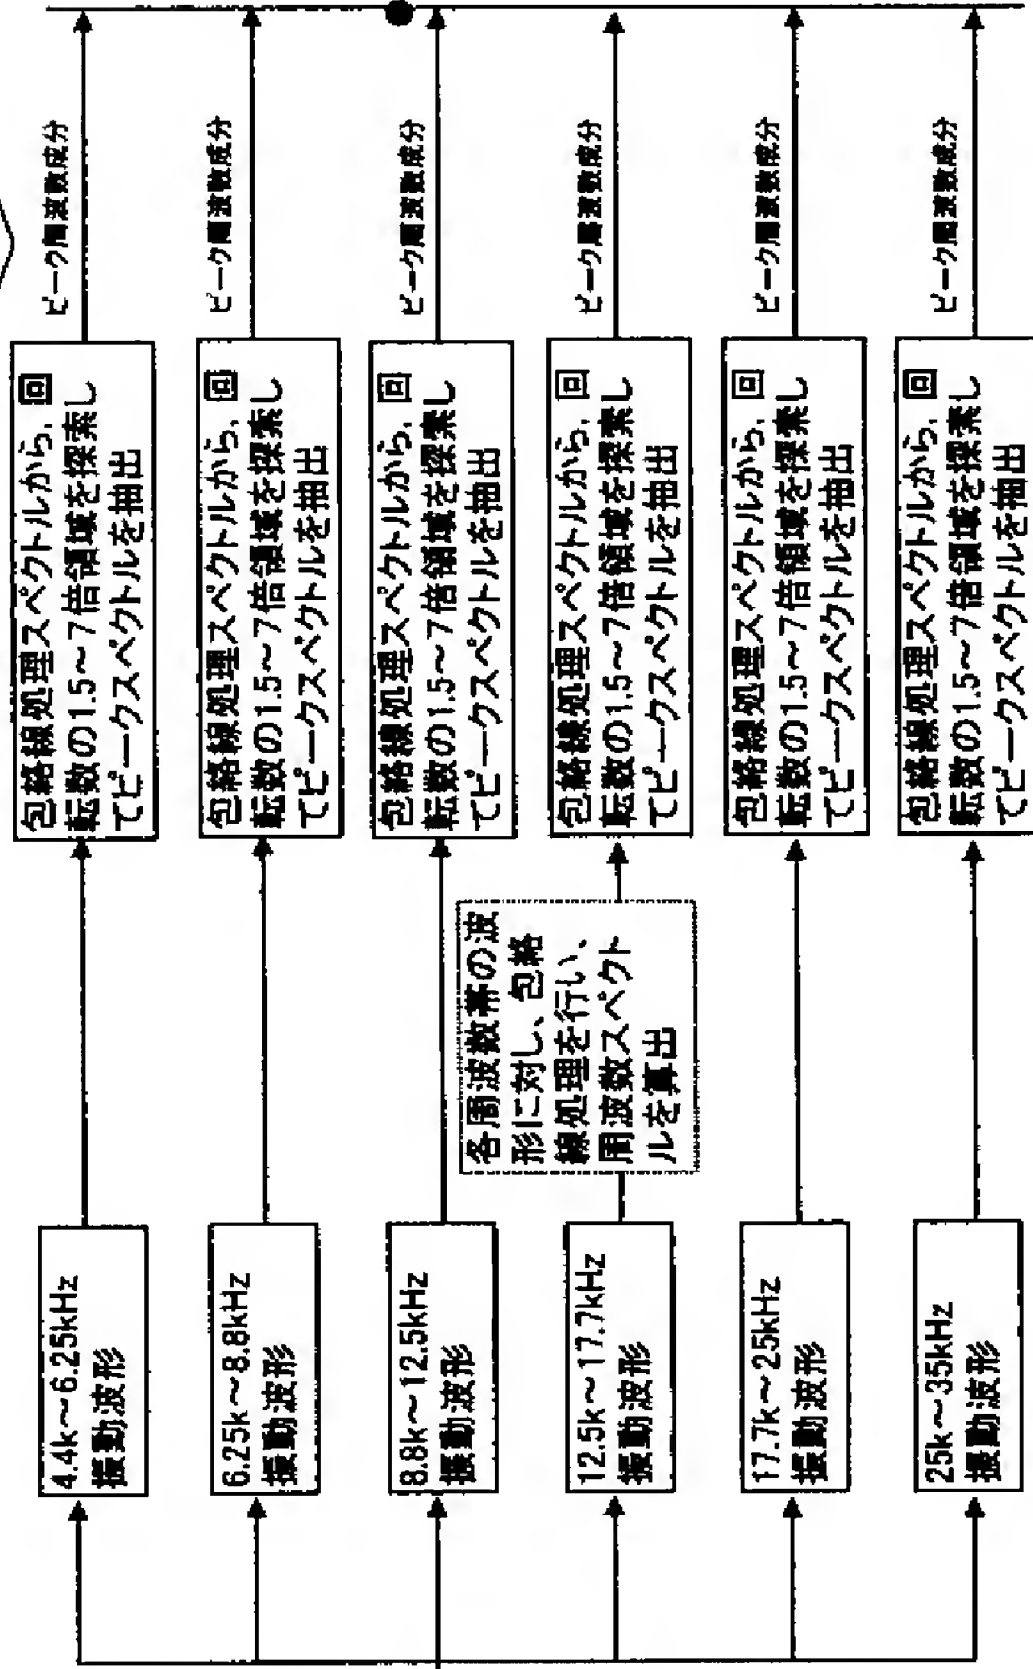 4.4k～6.25kHz
振動波形
包絡線処理スペクトルから，回
転数の1.5～7倍領域を探索し
てピークスペクトルを抽出
ピーク周波数成分
6.25k～8.8kHz
振動波形
包絡線処理スペクトルから，回
転数の1.5～7倍領域を探索し
てピークスペクトルを抽出
ピーク周波数成分
8.8k～12.5kHz
振動波形
包絡線処理スペクトルから，回
転数の1.5～7倍領域を探索し
てピークスペクトルを抽出
ピーク周波数成分
各周波数帯の波
形に対し、包絡
線処理を行い、
周波数スペクト
ルを算出
12.5k～17.7kHz
振動波形
包絡線処理スペクトルから，回
転数の1.5～7倍領域を探索し
てピークスペクトルを抽出
ピーク周波数成分
17.7k～25kHz
振動波形
包絡線処理スペクトルから，回
転数の1.5～7倍領域を探索し
てピークスペクトルを抽出
ピーク周波数成分
25k～35kHz
振動波形
包絡線処理スペクトルから，回
転数の1.5～7倍領域を探索し
てピークスペクトルを抽出
ピーク周波数成分